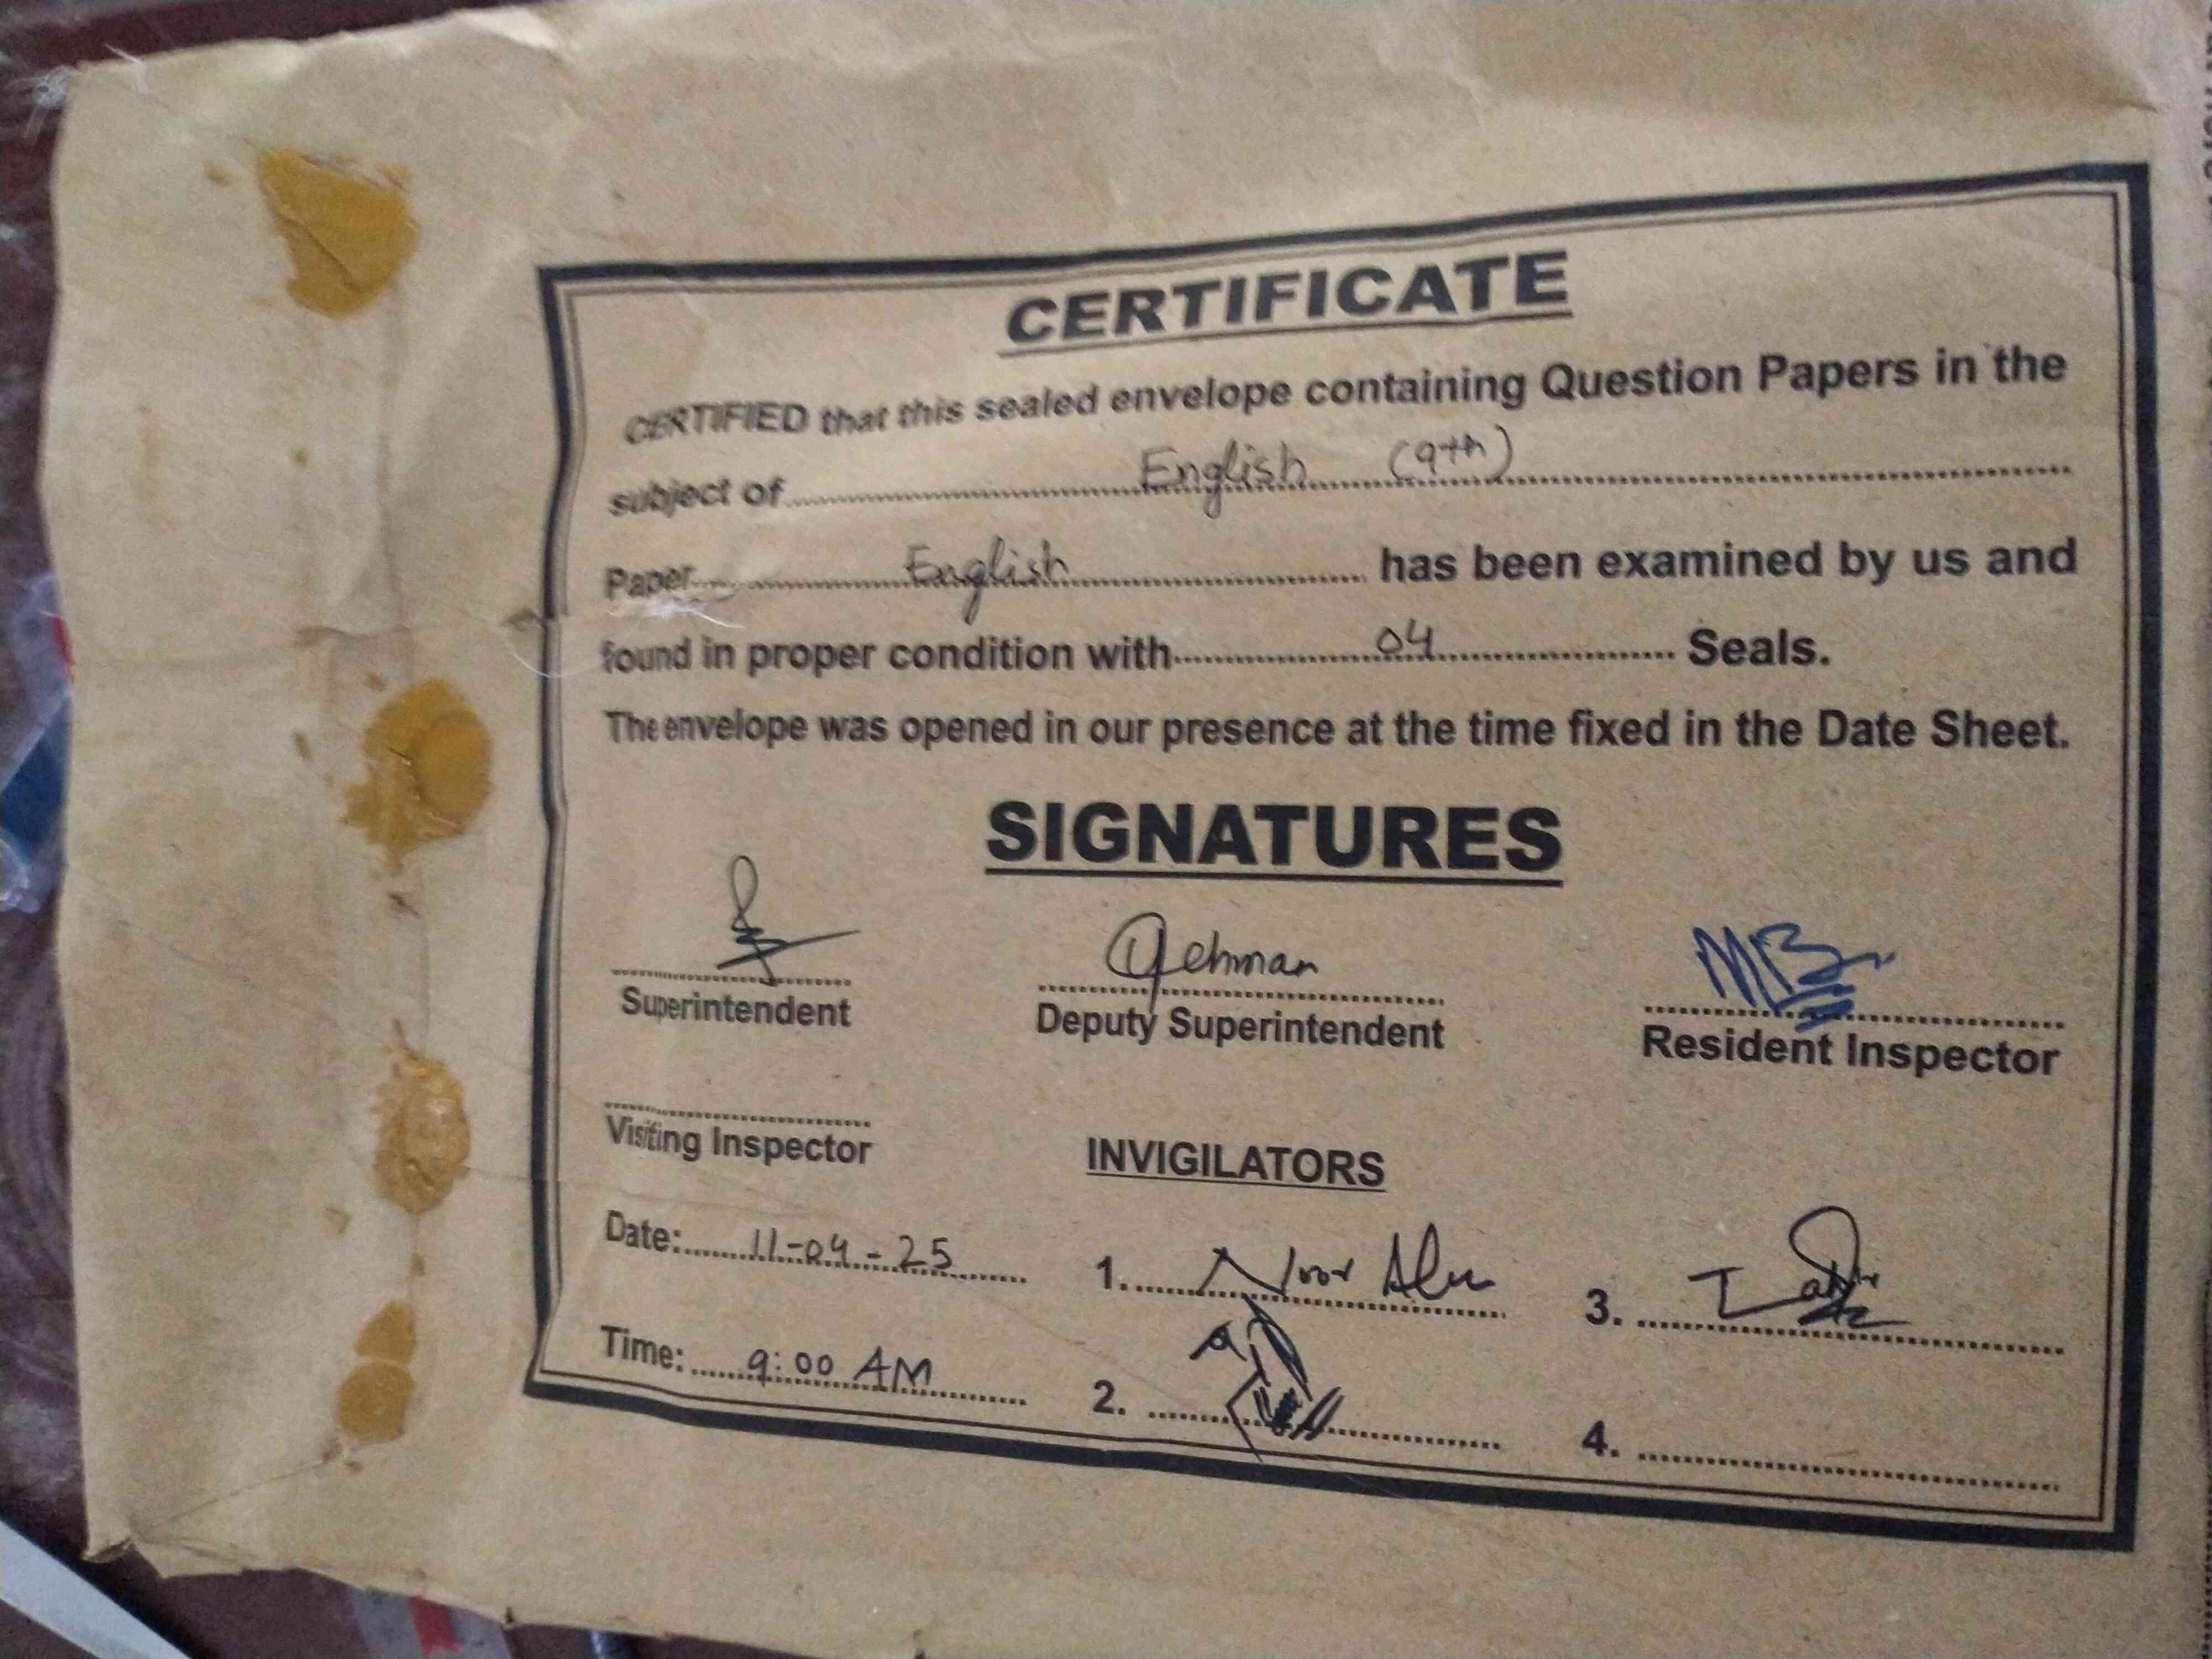 CERTIFICATE
CERTIFIED that this sealed envelope containing Question Papers in the
subject of English (9th)
Paper English has been examined by us and
found in proper condition with 04 Seals.
The envelope was opened in our presence at the time fixed in the Date Sheet.
SIGNATURES
Superintendent Deputy Superintendent Resident Inspector
Visiting Inspector
INVIGILATORS
Date: 11-04-25 1. Noor 3.
Time: 9:00 AM 2. 4.